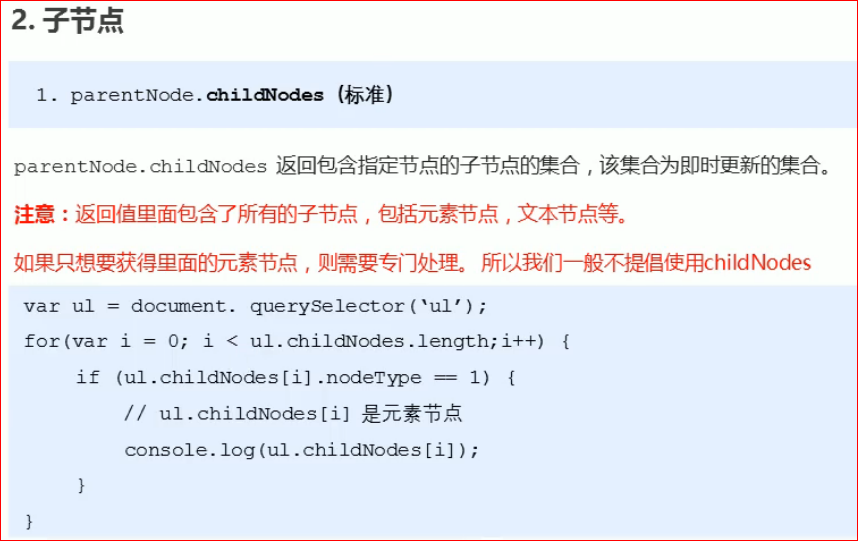 2. 子节点
1. parentNode.childNodes（标准）
parentNode.childNodes 返回包含指定节点的子节点的集合，该集合为即时更新的集合。
注意：返回值里面包含了所有的子节点，包括元素节点，文本节点等。
如果只想要获得里面的元素节点，则需要专门处理。 所以我们一般不提倡使用childNodes
var ul = document. querySelector(‘ul’);
for(var i = 0; i < ul.childNodes.length;i++) {
if (ul.childNodes[i].nodeType == 1) {
// ul.childNodes[i] 是元素节点
console.log(ul.childNodes[i]);
}
}